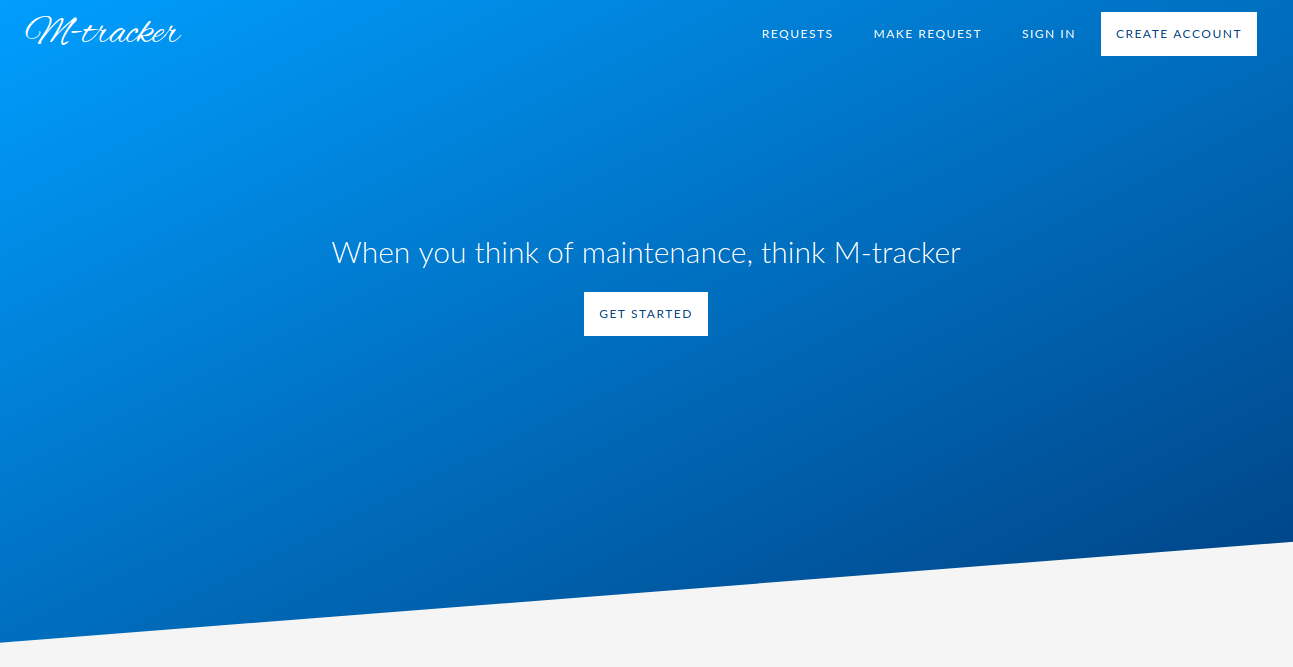 M-tracker
REQUESTS
MAKE REQUEST
SIGN IN
CREATE ACCOUNT
When you think of maintenance, think M-tracker
GET STARTED